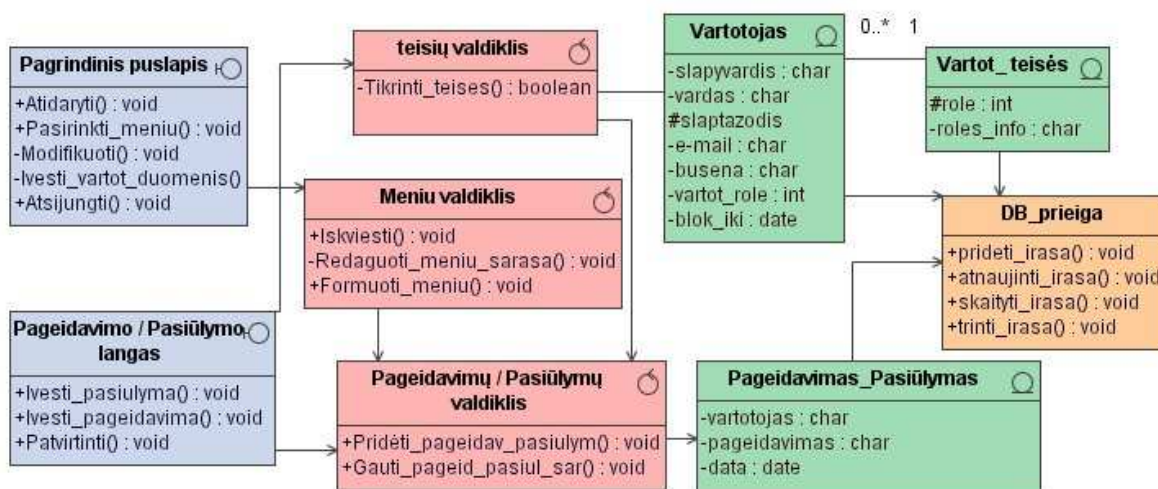 Pagrindinis puslapis
+Atidaryti() : void
+Pasirinkti_meniu() : void
-Modifikuoti() : void
-Ivesti_vartot_duomenis()
+Atsijungti() : void
teisių valdiklis
-Tikrinti_teises() : boolean
Vartotojas
-slapyvardis : char
-vardas : char
#slaptazodis
-e-mail : char
-busena : char
-vartot_role : int
-blok_iki : date
0..* 1
Vartot_teisės
#role : int
-roles_info : char
Meniu valdiklis
+Iskviesti() : void
-Redaguoti_meniu_sarasa() : void
+Formuoti_meniu() : void
DB_prieiga
+prideti_irasa() : void
+atnaujinti_irasa() : void
+skaityti_irasa() : void
+trinti_irasa() : void
Pageidavimo / Pasiūlymo
langas
+Ivesti_pasiulyma() : void
+Ivesti_pageidavima() : void
+Patvirtinti() : void
Pageidavimų / Pasiūlymų
valdiklis
+Pridėti_pageidav_pasiulym() : void
+Gauti_pageid_pasiul_sar() : void
Pageidavimas_Pasiūlymas
-vartotojas : char
-pageidavimas : char
-data : date